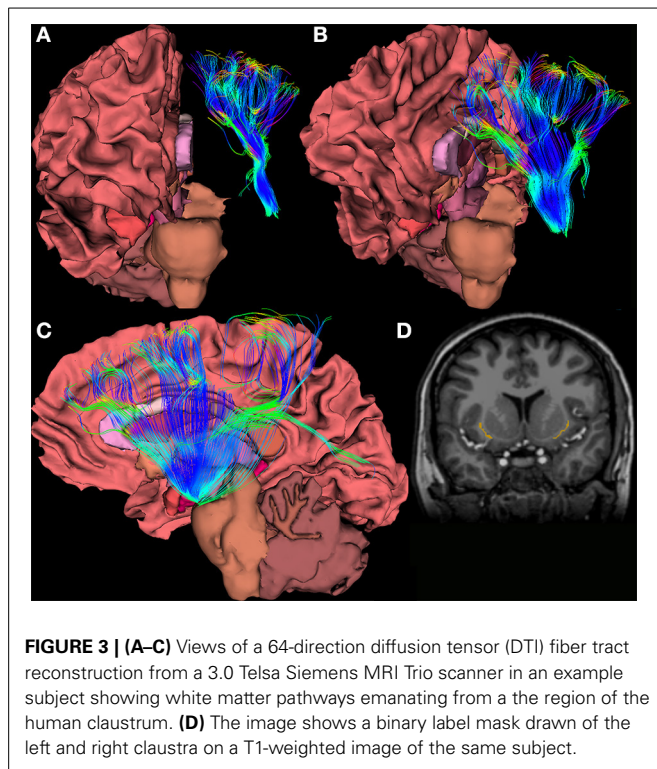 A
B
C
D
FIGURE 3 | (A–C) Views of a 64-direction diffusion tensor (DTI) fiber tract
reconstruction from a 3.0 Telsa Siemens MRI Trio scanner in an example
subject showing white matter pathways emanating from a the region of the
human claustrum. (D) The image shows a binary label mask drawn of the
left and right claustra on a T1-weighted image of the same subject.